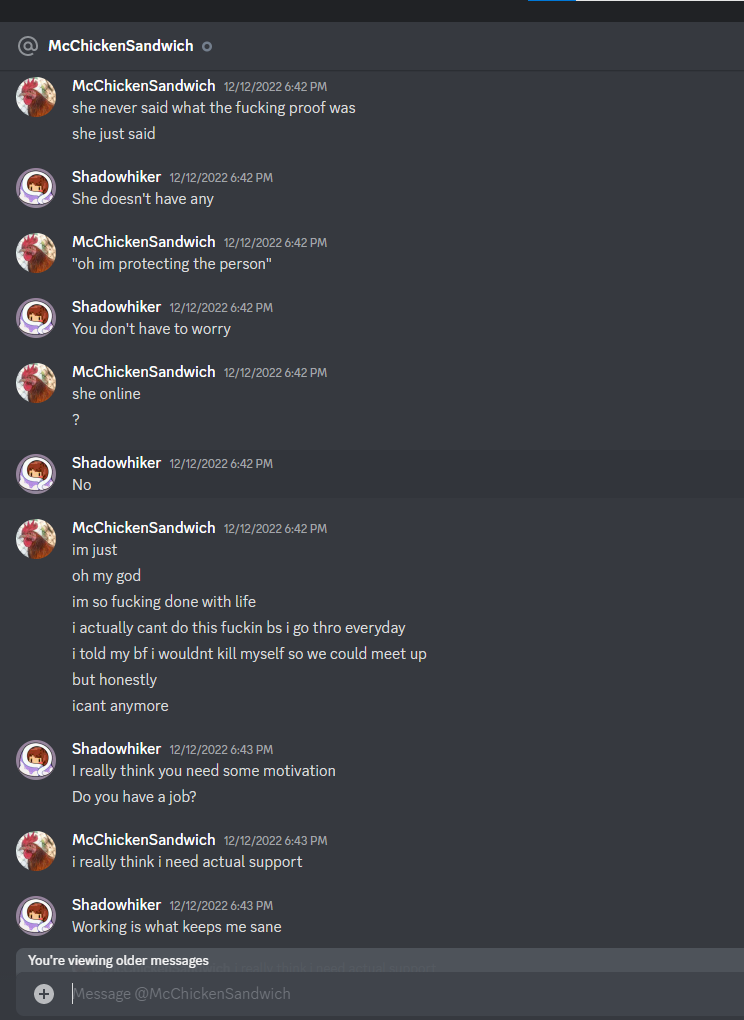 McChickenSandwich
McChickenSandwich 12/12/2022 6:42 PM
she never said what the fucking proof was
she just said
Shadowhiker 12/12/2022 6:42 PM
She doesn't have any
McChickenSandwich 12/12/2022 6:42 PM
"oh im protecting the person"
Shadowhiker 12/12/2022 6:42 PM
You don't have to worry
McChickenSandwich 12/12/2022 6:42 PM
she online
?
Shadowhiker 12/12/2022 6:42 PM
No
McChickenSandwich 12/12/2022 6:42 PM
im just
oh my god
im so fucking done with life
i actually cant do this fuckin bs i go thro everyday
i told my bf i wouldnt kill myself so we could meet up
but honestly
icant anymore
Shadowhiker 12/12/2022 6:43 PM
I really think you need some motivation
Do you have a job?
McChickenSandwich 12/12/2022 6:43 PM
i really think i need actual support
Shadowhiker 12/12/2022 6:43 PM
Working is what keeps me sane
You're viewing older messages
Message @McChickenSandwich